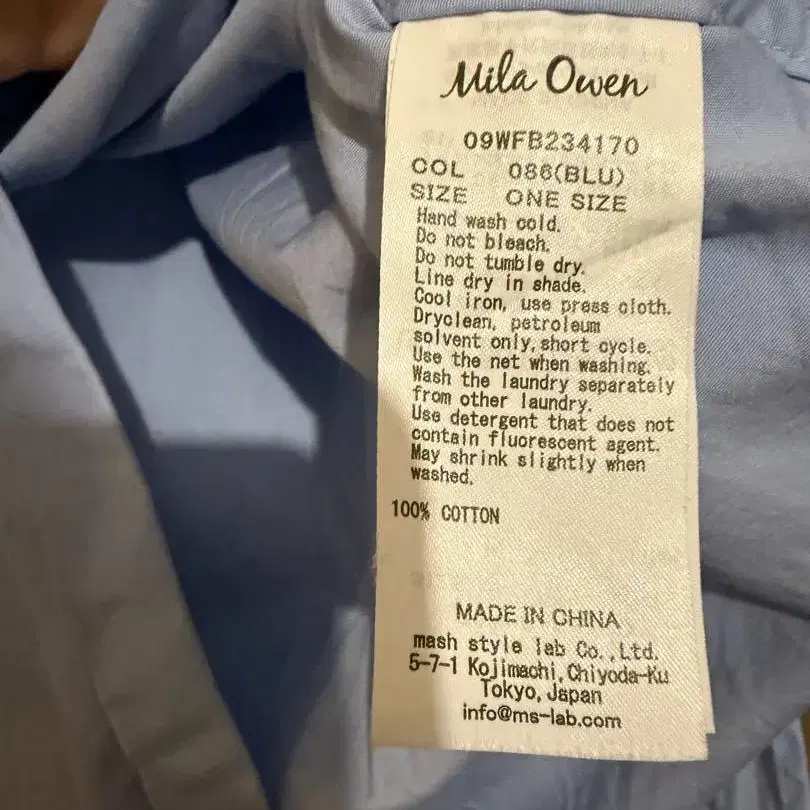 Mila Owen
09WFB234170
COL 086(BLU)
SIZE ONE SIZE
Hand wash cold.
Do not bleach.
Do not tumble dry.
Line dry in shade.
Cool iron, use press cloth.
Dryclean, petroleum
solvent only,short cycle.
Use the net when washing.
Wash the laundry separately
from other laundry.
Use detergent that does not
contain fluorescent agent.
May shrink slightly when
washed.
100% COTTON
MADE IN CHINA
mash style lab Co.,Ltd.
5-7-1 Kojimachi,Chiyoda-Ku
Tokyo,Japan
info@ms-lab.com